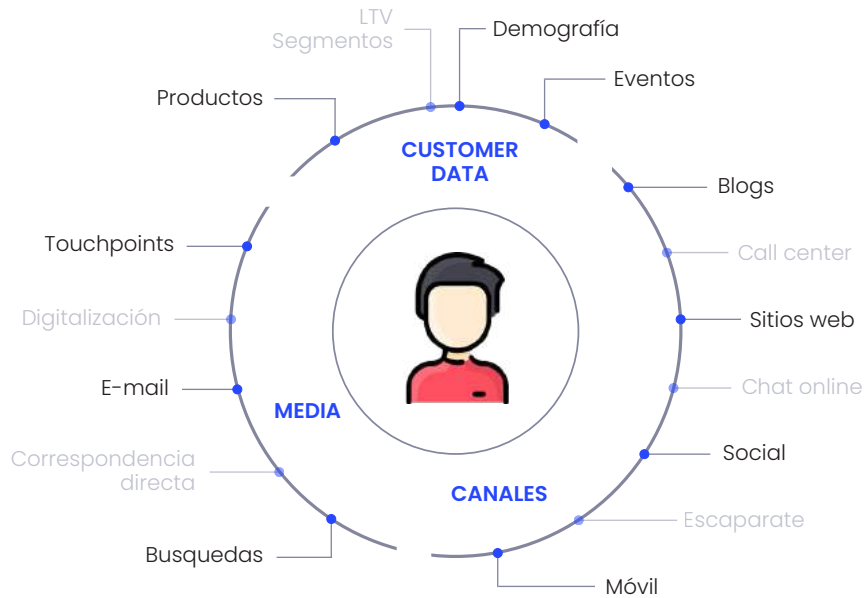 LTV
Segmentos
Demografía
Eventos
Productos
CUSTOMER
DATA
Blogs
Touchpoints
Call center
Digitalización
Sitios web
E-mail
Chat online
MEDIA
Correspondencia
directa
Social
CANALES
Escaparate
Busquedas
Móvil